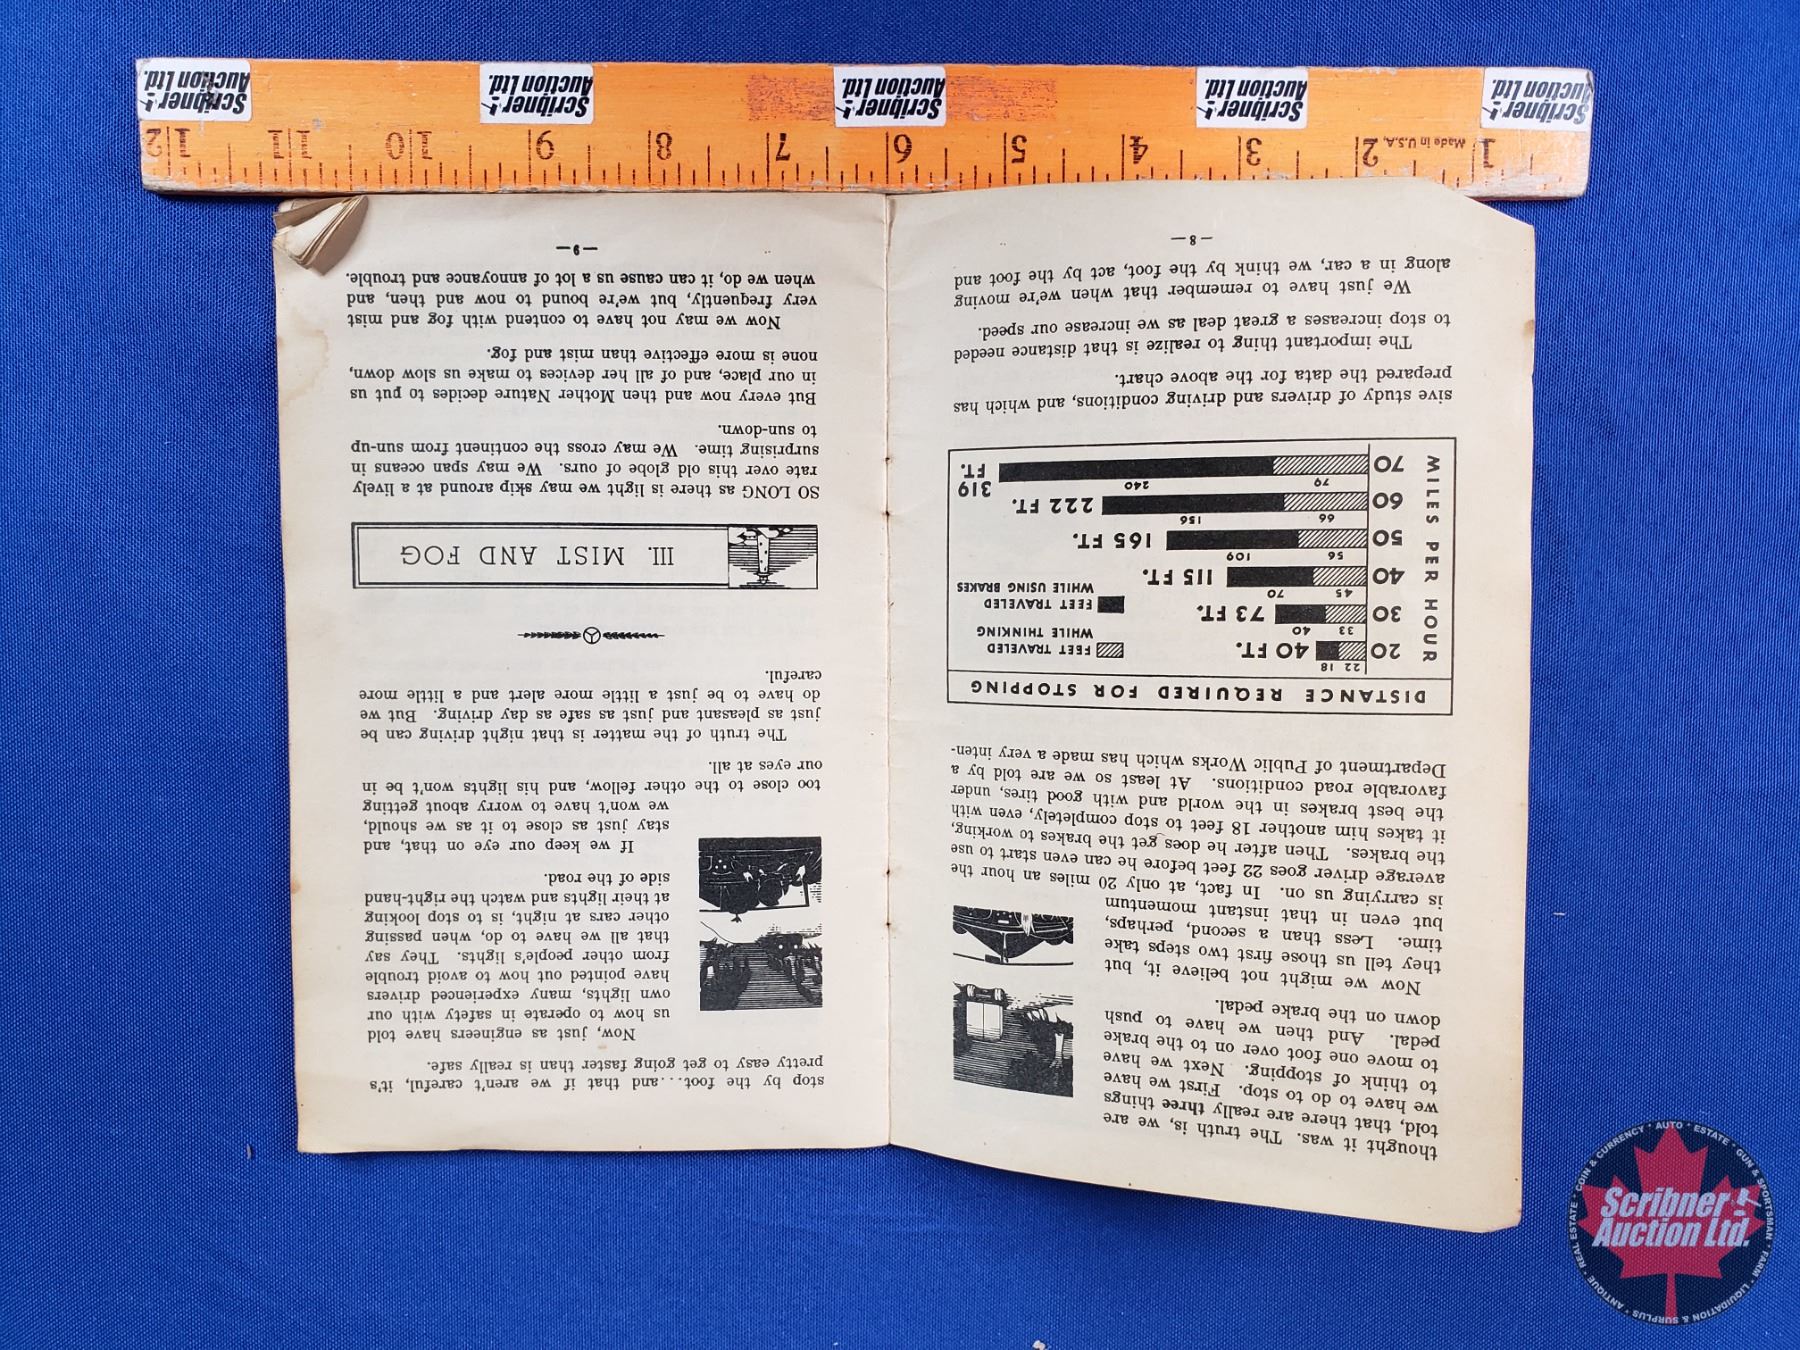 thought it was. The truth is, we are
told, that there are really three things
we have to do to stop. First we have
to think of stopping. Next we have
to move one foot over on to the brake
pedal. And then we have to push
down on the brake pedal.
Now we might not believe it, but
they tell us those first two steps take
time. Less than a second, perhaps,
but even in that instant momentum
is carrying us on. In fact, at only 20 miles an hour the
average driver goes 22 feet before he can even start to use
the brakes. Then after he does get the brakes to working,
it takes him another 18 feet to stop completely, even with
the best brakes in the world and with good tires, under
favorable road conditions. At least so we are told by a
Department of Public Works which has made a very inten-
DISTANCE REQUIRED FOR STOPPING
MILES PER HOUR
FEET TRAVELED
WHILE THINKING
FEET TRAVELED
WHILE USING BRAKES
22 18
20 40 FT.
33 40
30 73 FT.
45 70
40 115 FT.
56 109
50 165 FT.
66 156
60 222 FT.
79 240
70 319 FT.
sive study of drivers and driving conditions, and which has
prepared the data for the above chart.
The important thing to realize is that distance needed
to stop increases a great deal as we increase our speed.
We just have to remember that when we're moving
along in a car, we think by the foot, act by the foot and
—8—
stop by the foot...and that if we aren't careful, it's
pretty easy to get going faster than is really safe.
Now, just as engineers have told
us how to operate in safety with our
own lights, many experienced drivers
have pointed out how to avoid trouble
from other people's lights. They say
that all we have to do, when passing
other cars at night, is to stop looking
at their lights and watch the right-hand
side of the road.
If we keep our eye on that, and
stay just as close to it as we should,
we won't have to worry about getting
too close to the other fellow, and his lights won't be in
our eyes at all.
The truth of the matter is that night driving can be
just as pleasant and just as safe as day driving. But we
do have to be just a little more alert and a little more
careful.
III. MIST AND FOG
SO LONG as there is light we may skip around at a lively
rate over this old globe of ours. We may span oceans in
surprising time. We may cross the continent from sun-up
to sun-down.
But every now and then Mother Nature decides to put us
in our place, and of all her devices to make us slow down,
none is more effective than mist and fog.
Now we may not have to contend with fog and mist
very frequently, but we're bound to now and then, and
when we do, it can cause us a lot of annoyance and trouble.
—9—
1 2 3 4 5 6 7 8 9 10 11 12
Made in U.S.A.
Scribner
Auction Ltd.
Scribner
Auction Ltd.
Scribner
Auction Ltd.
Scribner
Auction Ltd.
Scribner
Auction Ltd.
COIN & CURRENCY * AUTO * ESTATE * GUN & SPORTSMAN * FARM * LIQUIDATION & SURPLUS * ANTIQUE * REAL ESTATE *
Scribner
Auction Ltd.